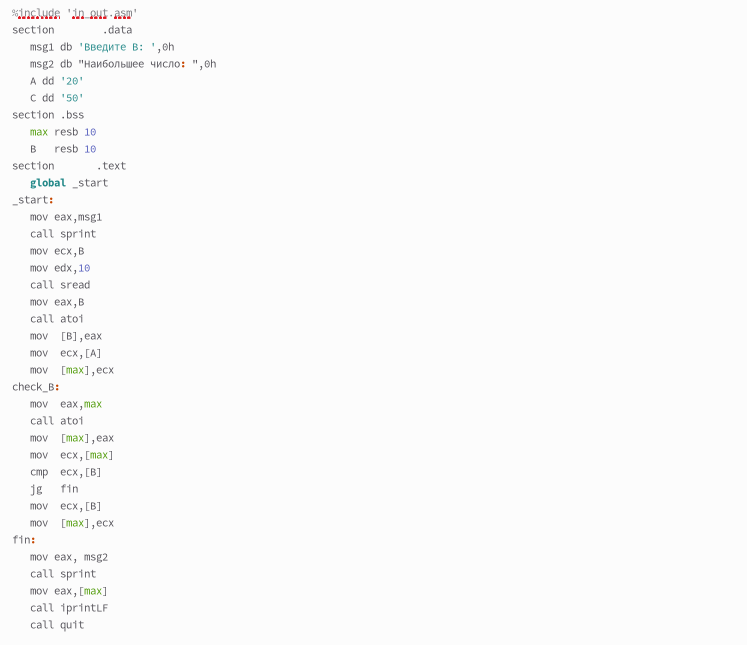 %include 'in_out.asm'
section .data
msg1 db 'Введите B: ',0h
msg2 db "Наибольшее число: ",0h
A dd '20'
C dd '50'
section .bss
max resb 10
B resb 10
section .text
global _start
_start:
mov eax,msg1
call sprint
mov ecx,B
mov edx,10
call sread
mov eax,B
call atoi
mov [B],eax
mov ecx,[A]
mov [max],ecx
check_B:
mov eax,max
call atoi
mov [max],eax
mov ecx,[max]
cmp ecx,[B]
jg fin
mov ecx,[B]
mov [max],ecx
fin:
mov eax, msg2
call sprint
mov eax,[max]
call iprintLF
call quit